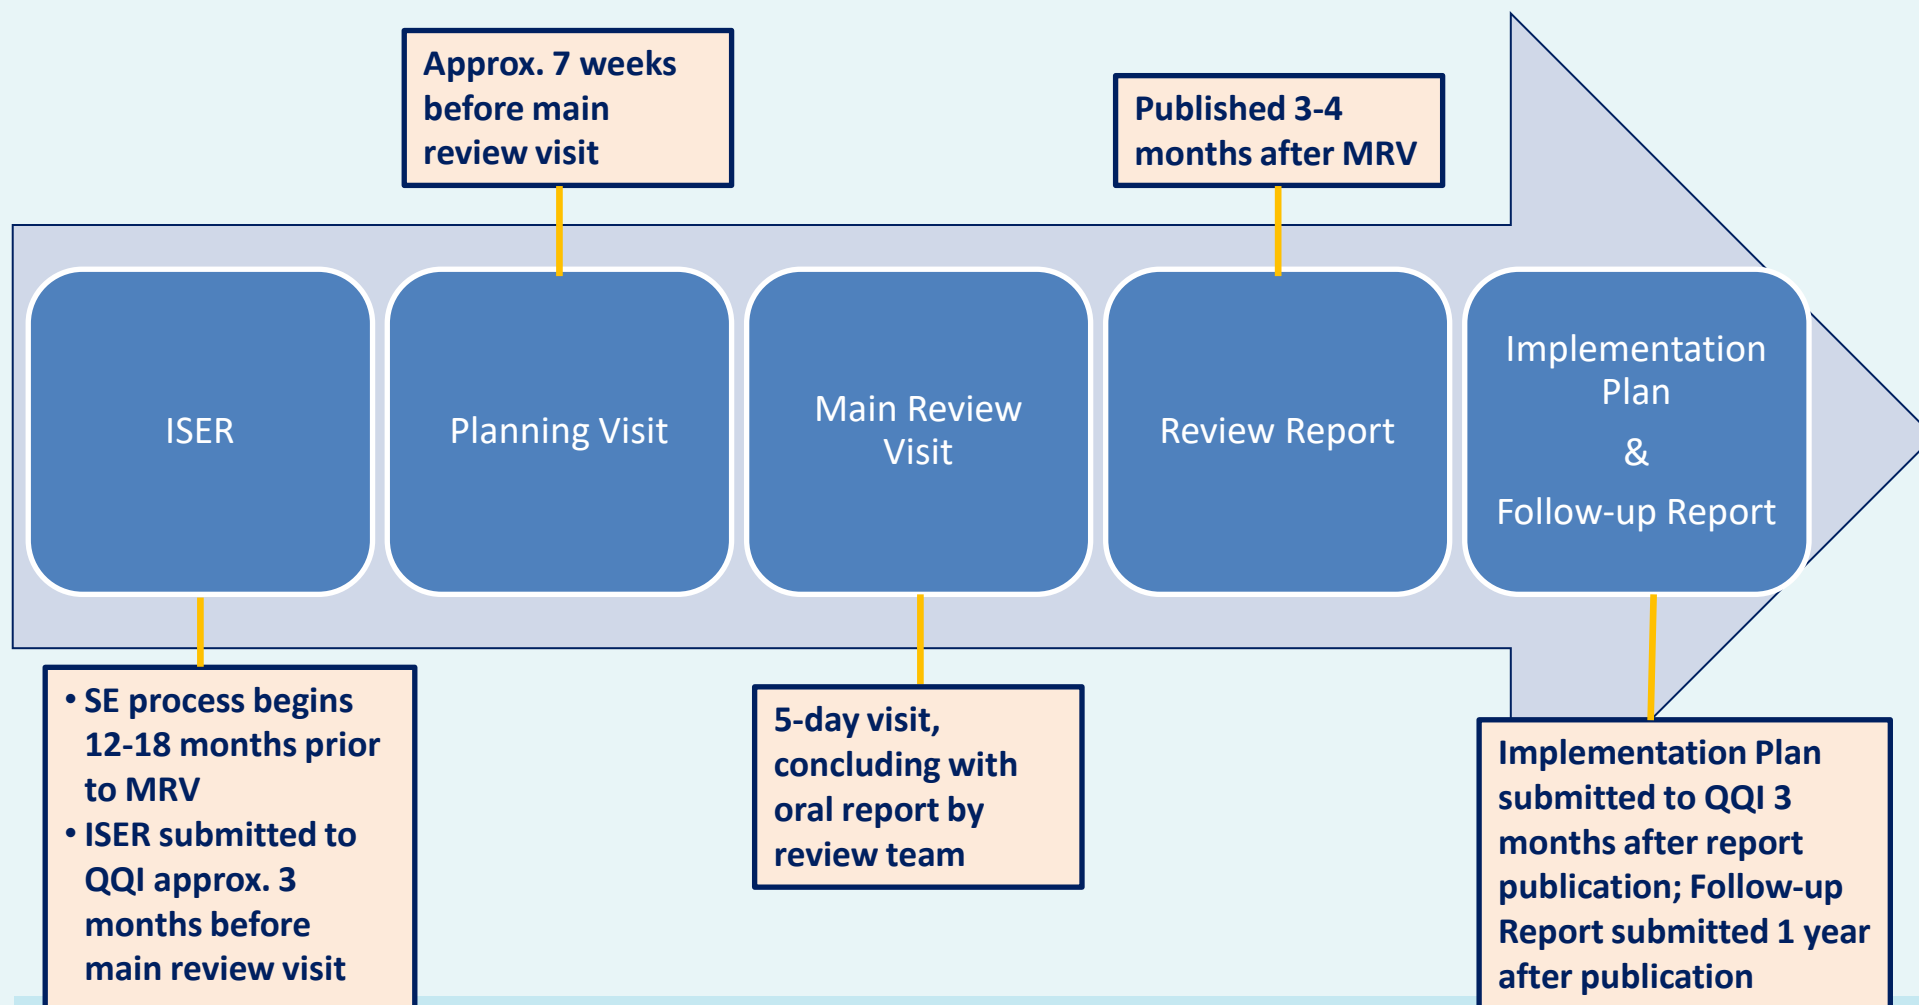 Approx. 7 weeks
before main
review visit
Published 3-4
months after MRV
ISER
Planning Visit
Main Review
Visit
Review Report
Implementation
Plan
&
Follow-up Report
• SE process begins
12-18 months prior
to MRV
• ISER submitted to
QQI approx. 3
months before
main review visit
5-day visit,
concluding with
oral report by
review team
Implementation Plan
submitted to QQI 3
months after report
publication; Follow-up
Report submitted 1 year
after publication